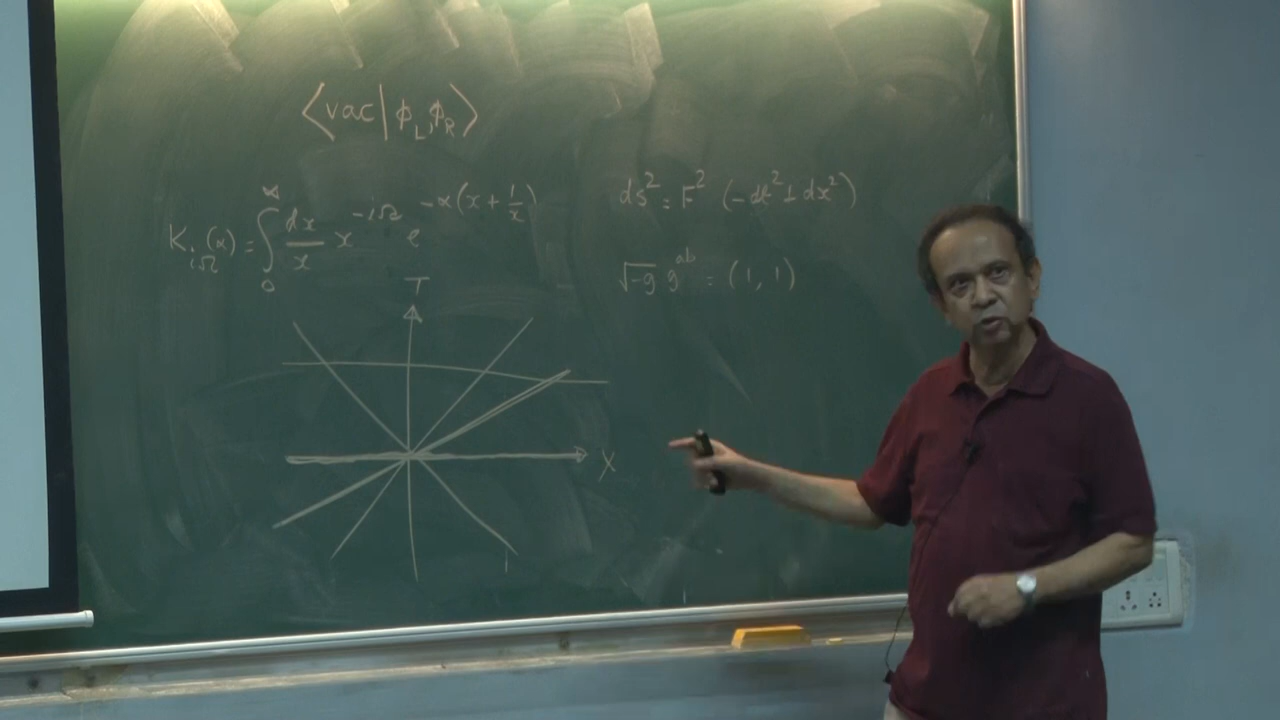 ⟨vac|ϕ_L,ϕ_R⟩
K_{iΩ}(α) = ∫_0^∝ dx/x x^{-iΩ} e^{-α(x + 1/x)}
ds² = F² (-dt² + dx²)
√-g g^{ab} = (1, 1)
T
X